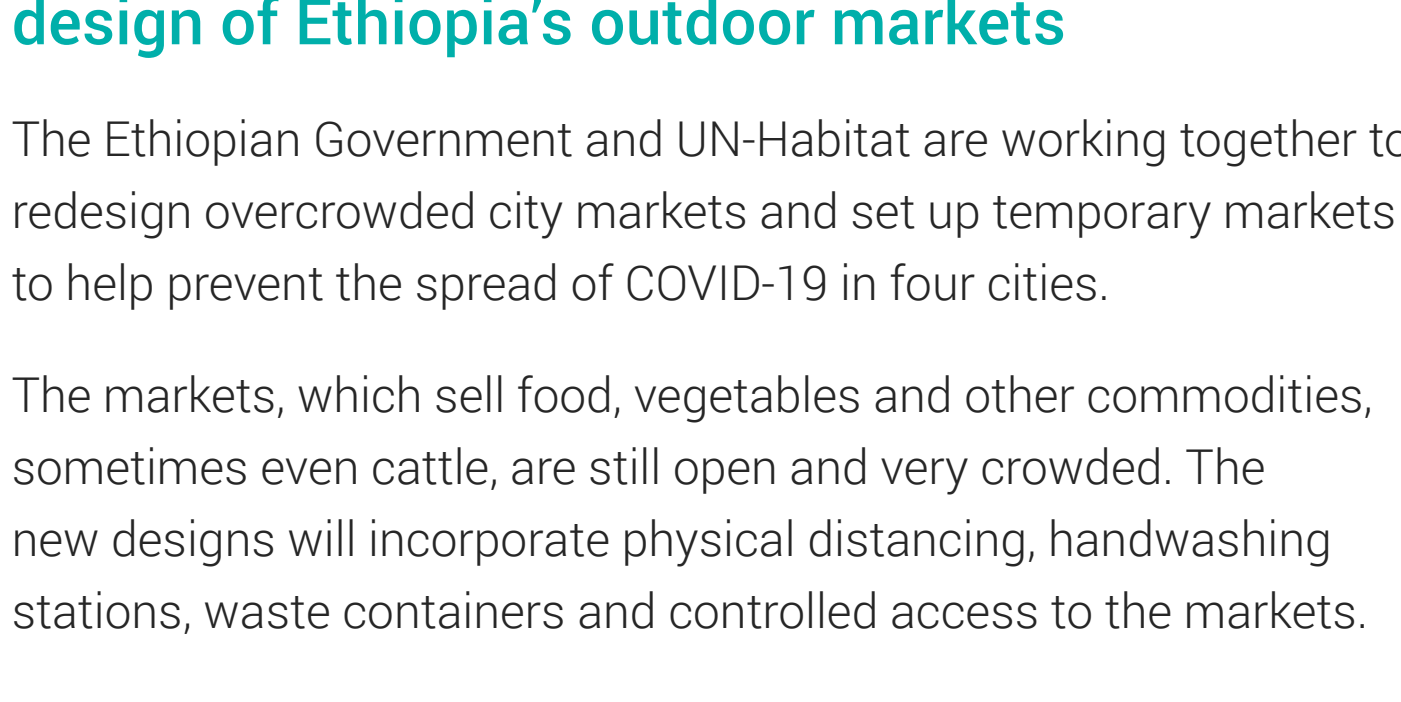 design of Ethiopia’s outdoor markets
The Ethiopian Government and UN-Habitat are working together to
redesign overcrowded city markets and set up temporary markets
to help prevent the spread of COVID-19 in four cities.
The markets, which sell food, vegetables and other commodities,
sometimes even cattle, are still open and very crowded. The
new designs will incorporate physical distancing, handwashing
stations, waste containers and controlled access to the markets.